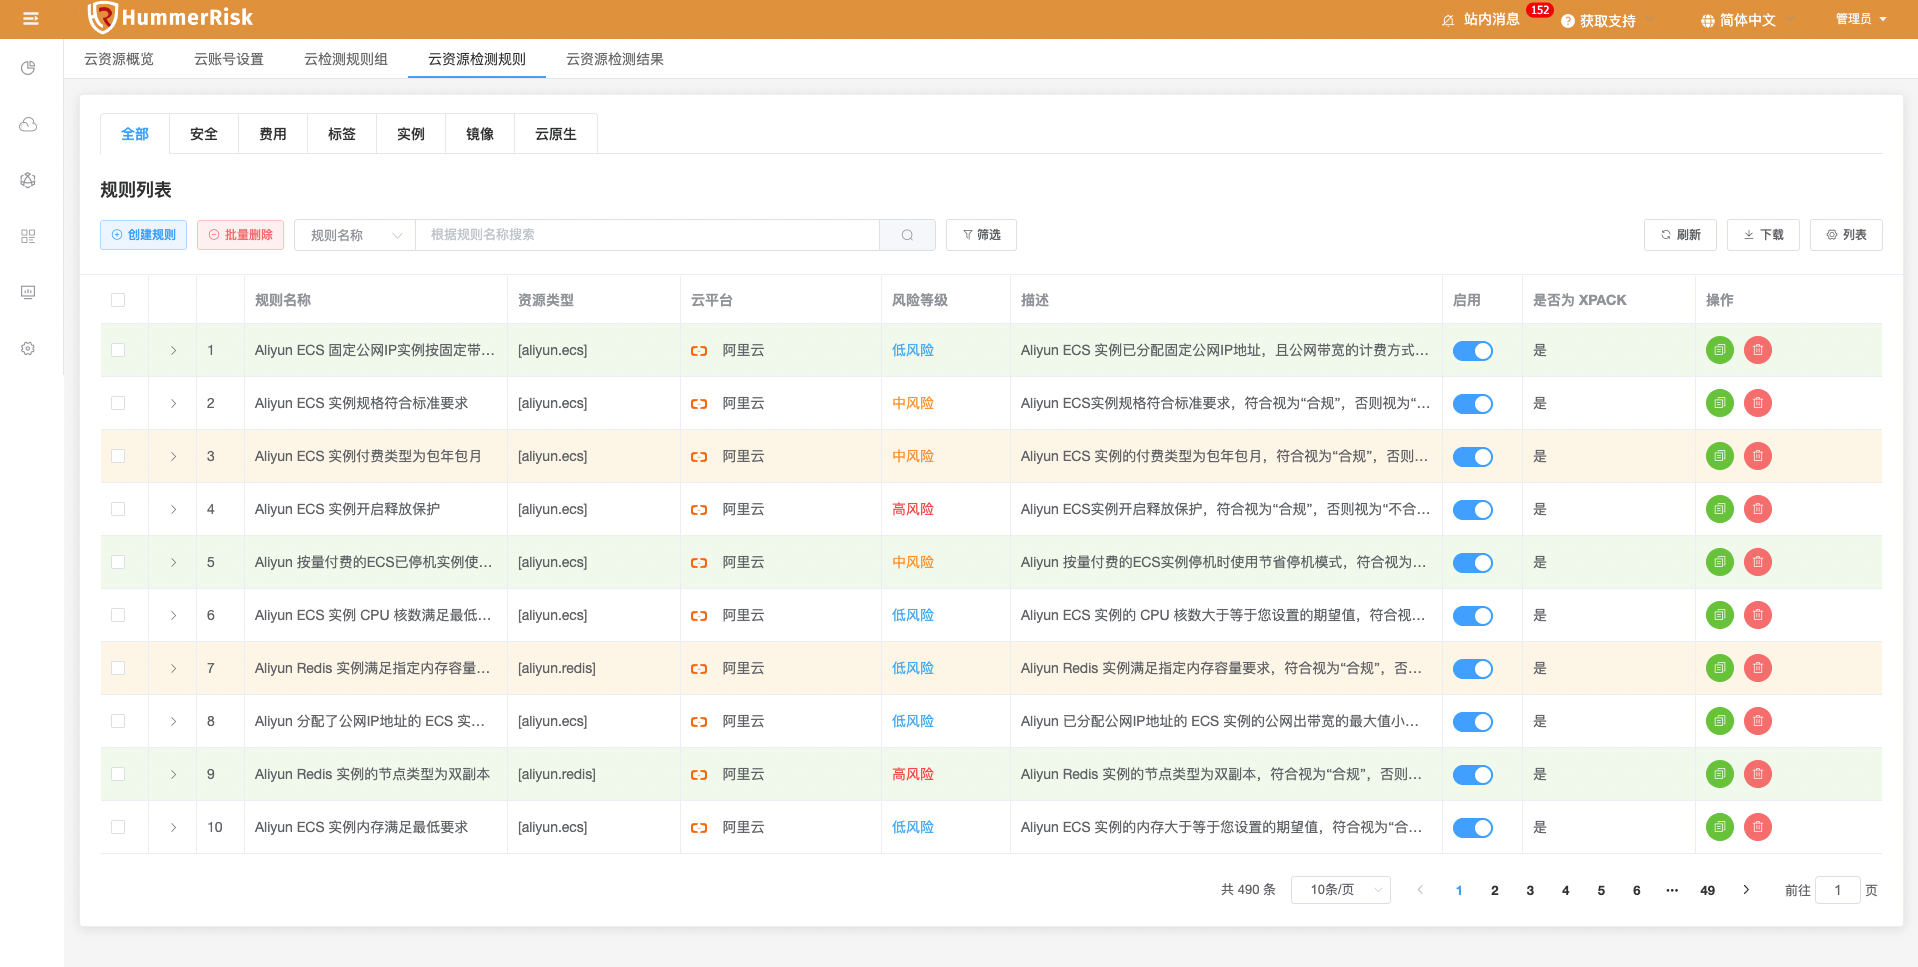 HummerRisk 站内消息 152 获取支持 简体中文 管理员
云资源概览 云账号设置 云检测规则组 云资源检测规则 云资源检测结果
全部 安全 费用 标签 实例 镜像 云原生
规则列表
创建规则 批量删除 规则名称 根据规则名称搜索 筛选 刷新 下载 列表
规则名称 资源类型 云平台 风险等级 描述 启用 是否为 XPACK 操作
1 Aliyun ECS 固定公网IP实例按固定带... [aliyun.ecs] 阿里云 低风险 Aliyun ECS 实例已分配固定公网IP地址，且公网带宽的计费方式... 是
2 Aliyun ECS 实例规格符合标准要求 [aliyun.ecs] 阿里云 中风险 Aliyun ECS实例规格符合标准要求，符合视为“合规”，否则视为“... 是
3 Aliyun ECS 实例付费类型为包年包月 [aliyun.ecs] 阿里云 中风险 Aliyun ECS 实例的付费类型为包年包月，符合视为“合规”，否则... 是
4 Aliyun ECS 实例开启释放保护 [aliyun.ecs] 阿里云 高风险 Aliyun ECS实例开启释放保护，符合视为“合规”，否则视为“不合... 是
5 Aliyun 按量付费的ECS已停机实例使... [aliyun.ecs] 阿里云 中风险 Aliyun 按量付费的ECS实例停机时使用节省停机模式，符合视为... 是
6 Aliyun ECS 实例 CPU 核数满足最低... [aliyun.ecs] 阿里云 低风险 Aliyun ECS 实例的 CPU 核数大于等于您设置的期望值，符合视... 是
7 Aliyun Redis 实例满足指定内存容量... [aliyun.redis] 阿里云 低风险 Aliyun Redis 实例满足指定内存容量要求，符合视为“合规”，否... 是
8 Aliyun 分配了公网IP地址的 ECS 实... [aliyun.ecs] 阿里云 低风险 Aliyun 已分配公网IP地址的 ECS 实例的公网出带宽的最大值小... 是
9 Aliyun Redis 实例的节点类型为双副本 [aliyun.redis] 阿里云 高风险 Aliyun Redis 实例的节点类型为双副本，符合视为“合规”，否则... 是
10 Aliyun ECS 实例内存满足最低要求 [aliyun.ecs] 阿里云 低风险 Aliyun ECS 实例的内存大于等于您设置的期望值，符合视为“合... 是
共 490 条 10条/页 1 2 3 4 5 6 ... 49 前往 1 页